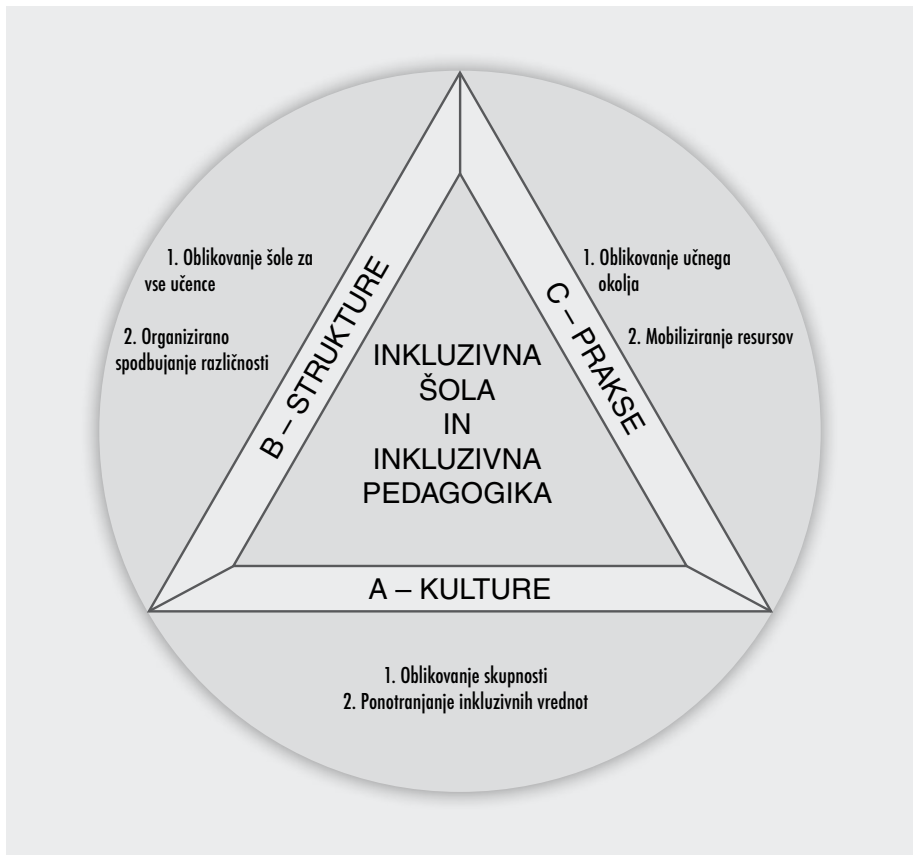 1. Oblikovanje šole za
vse učence
2. Organizirano
spodbujanje različnosti
B – STRUKTURE
INKLUZIVNA
ŠOLA
IN
INKLUZIVNA
PEDAGOGIKA
C – PRAKSE
1. Oblikovanje učnega
okolja
2. Mobiliziranje resursov
A – KULTURE
1. Oblikovanje skupnosti
2. Ponotranjanje inkluzivnih vrednot